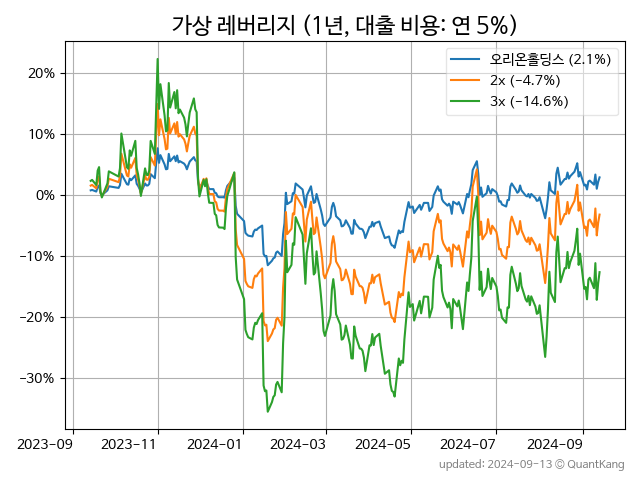 가상 레버리지 (1년, 대출 비용: 연 5%)
오리온홀딩스 (2.1%)
2x (−4.7%)
3x (−14.6%)
20%
10%
0%
−10%
−20%
−30%
2023-09 2023-11 2024-01 2024-03 2024-05 2024-07 2024-09
updated: 2024-09-13 © QuantKang